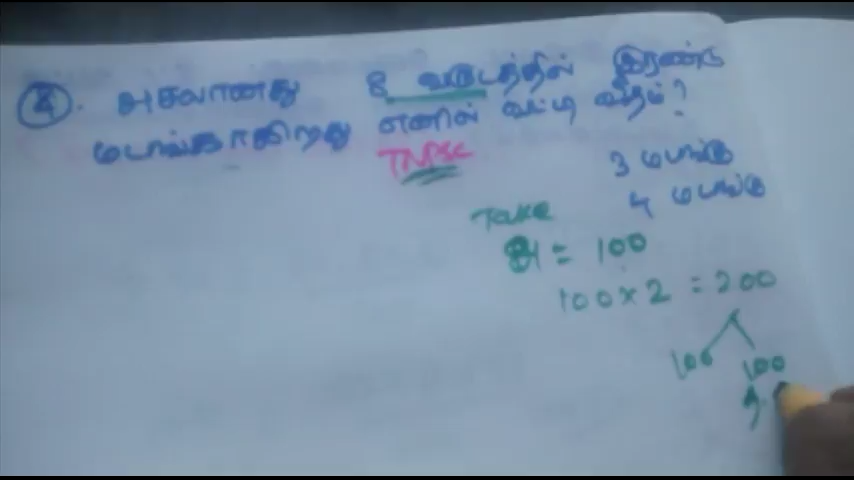 4. அசலானது 8 வருடத்தில் இரண்டு
மடங்காகிறது எனில் வட்டி வீதம்?
TNPSC
3 மடங்கு
4 மடங்கு
Take
அ = 100
100 × 2 = 200
100 100